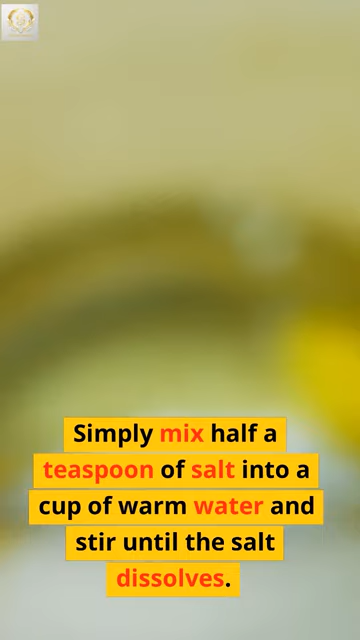 Simply mix half a
teaspoon of salt into a
cup of warm water and
stir until the salt
dissolves.